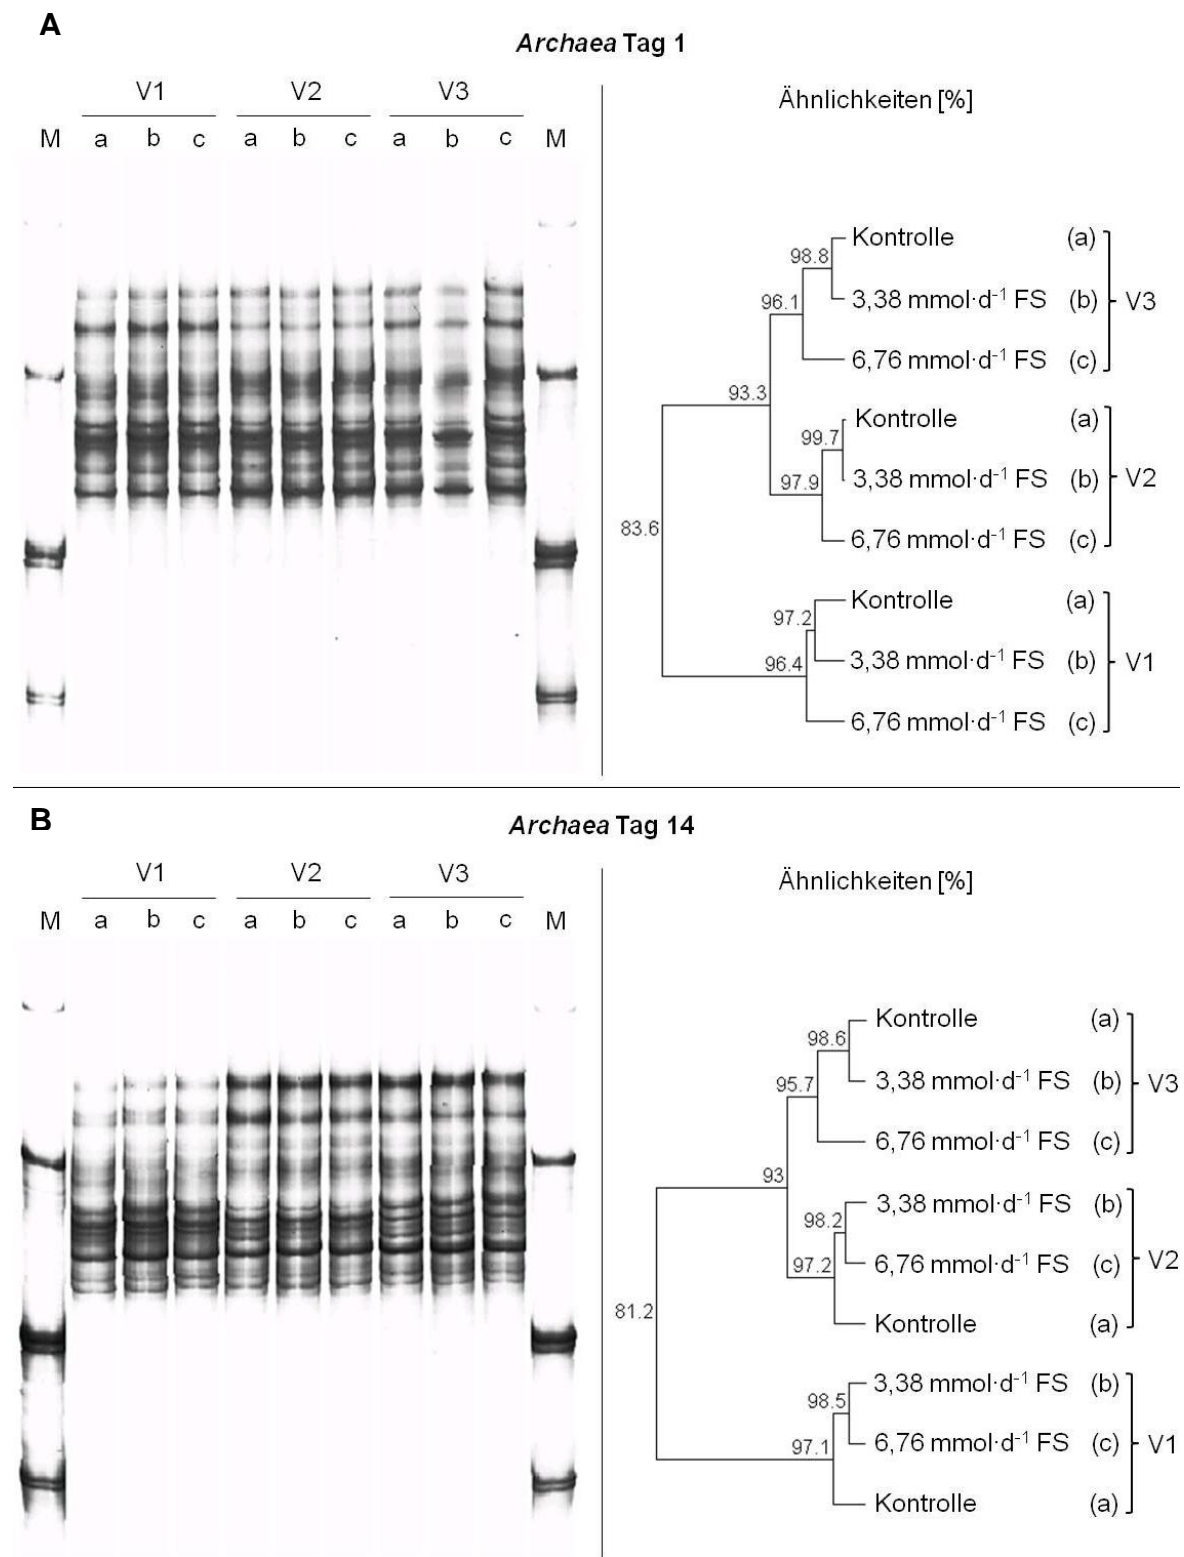 A
Archaea Tag 1
V1 V2 V3
M a b c a b c a b c M
Ähnlichkeiten [%]
Kontrolle (a)
98.8
3,38 mmol·d⁻¹ FS (b) V3
96.1
6,76 mmol·d⁻¹ FS (c)
93.3
Kontrolle (a)
99.7
3,38 mmol·d⁻¹ FS (b) V2
97.9
83.6
6,76 mmol·d⁻¹ FS (c)
Kontrolle (a)
97.2
3,38 mmol·d⁻¹ FS (b) V1
96.4
6,76 mmol·d⁻¹ FS (c)
B
Archaea Tag 14
V1 V2 V3
M a b c a b c a b c M
Ähnlichkeiten [%]
Kontrolle (a)
98.6
3,38 mmol·d⁻¹ FS (b) V3
95.7
6,76 mmol·d⁻¹ FS (c)
93
3,38 mmol·d⁻¹ FS (b)
98.2
6,76 mmol·d⁻¹ FS (c) V2
97.2
81.2
Kontrolle (a)
3,38 mmol·d⁻¹ FS (b)
98.5
6,76 mmol·d⁻¹ FS (c) V1
97.1
Kontrolle (a)